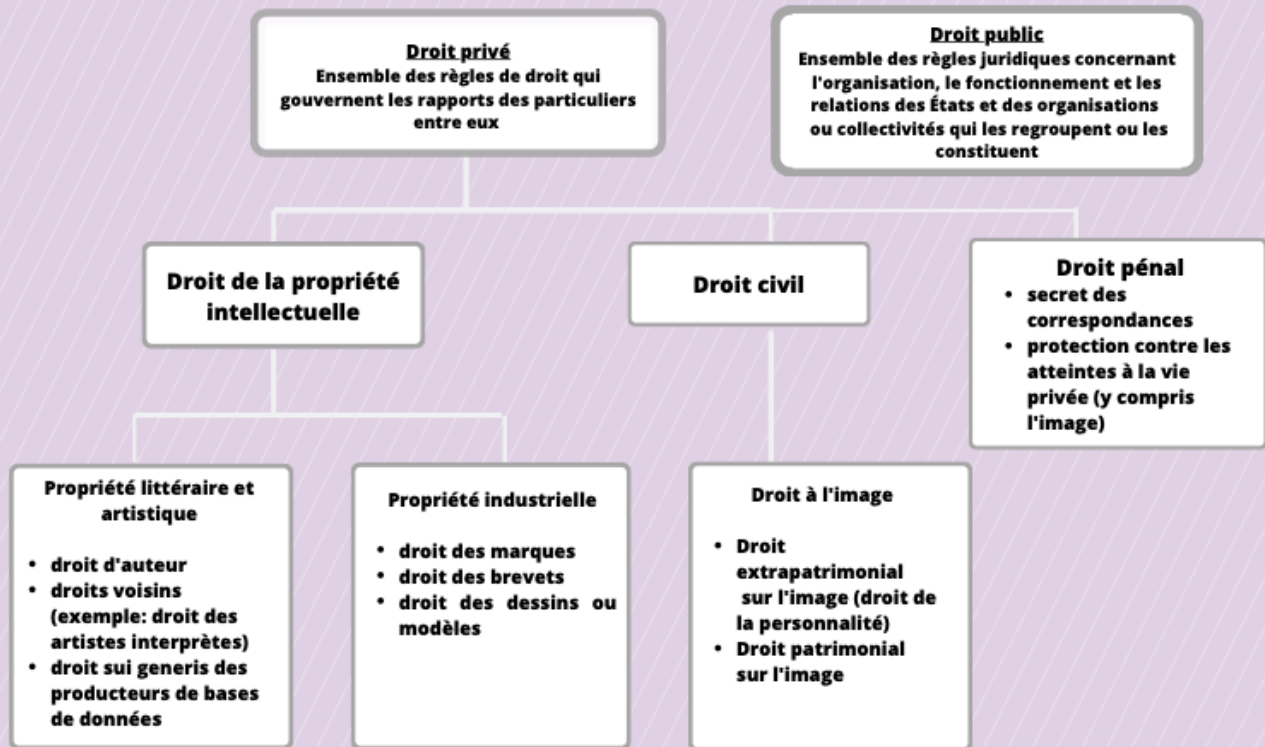 Droit privé
Ensemble des règles de droit qui
gouvernent les rapports des particuliers
entre eux
Droit public
Ensemble des règles juridiques concernant
l'organisation, le fonctionnement et les
relations des États et des organisations
ou collectivités qui les regroupent ou les
constituent
Droit de la propriété
intellectuelle
Droit civil
Droit pénal
• secret des
correspondances
• protection contre les
atteintes à la vie
privée (y compris
l'image)
Propriété littéraire et
artistique
• droit d'auteur
• droits voisins
(exemple: droit des
artistes interprètes)
• droit sui generis des
producteurs de bases
de données
Propriété industrielle
• droit des marques
• droit des brevets
• droit des dessins ou
modèles
Droit à l'image
• Droit
extrapatrimonial
sur l'image (droit de
la personnalité)
• Droit patrimonial
sur l'image